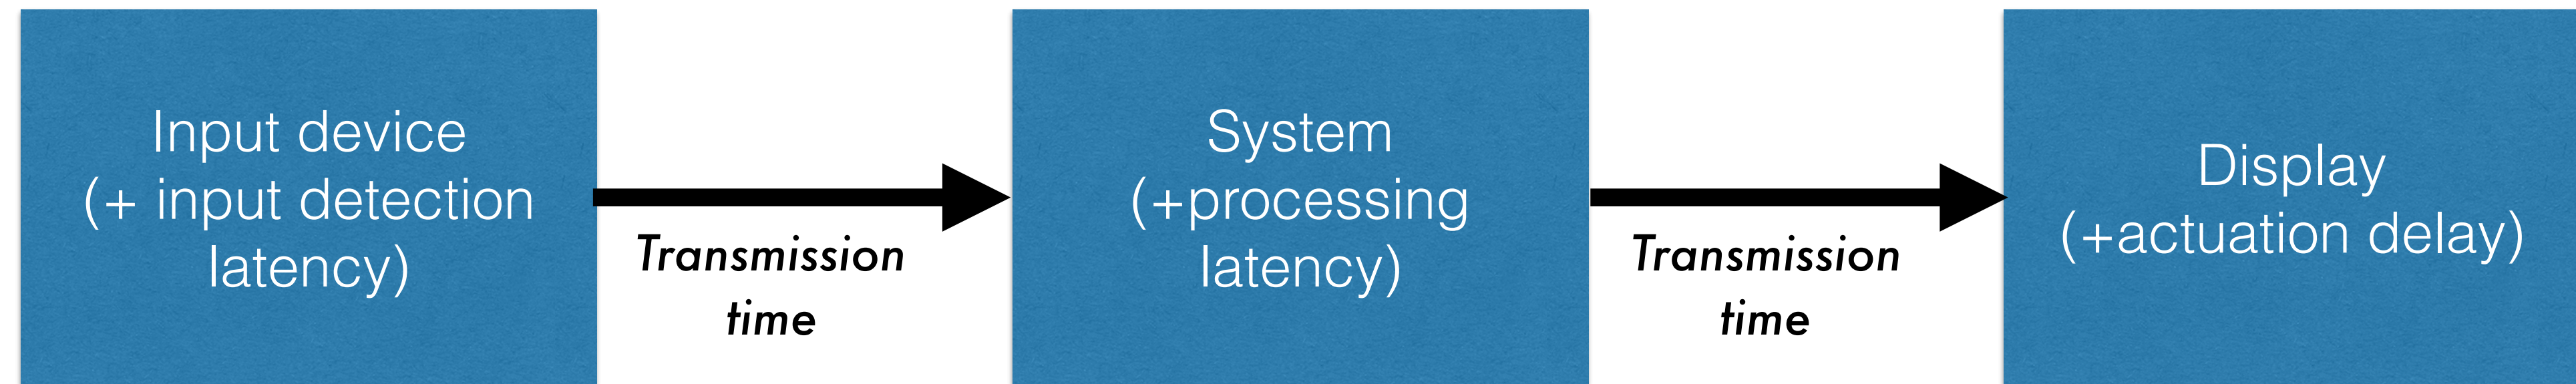 Input device
(+ input detection
latency)
Transmission
time
System
(+processing
latency)
Transmission
time
Display
(+actuation delay)